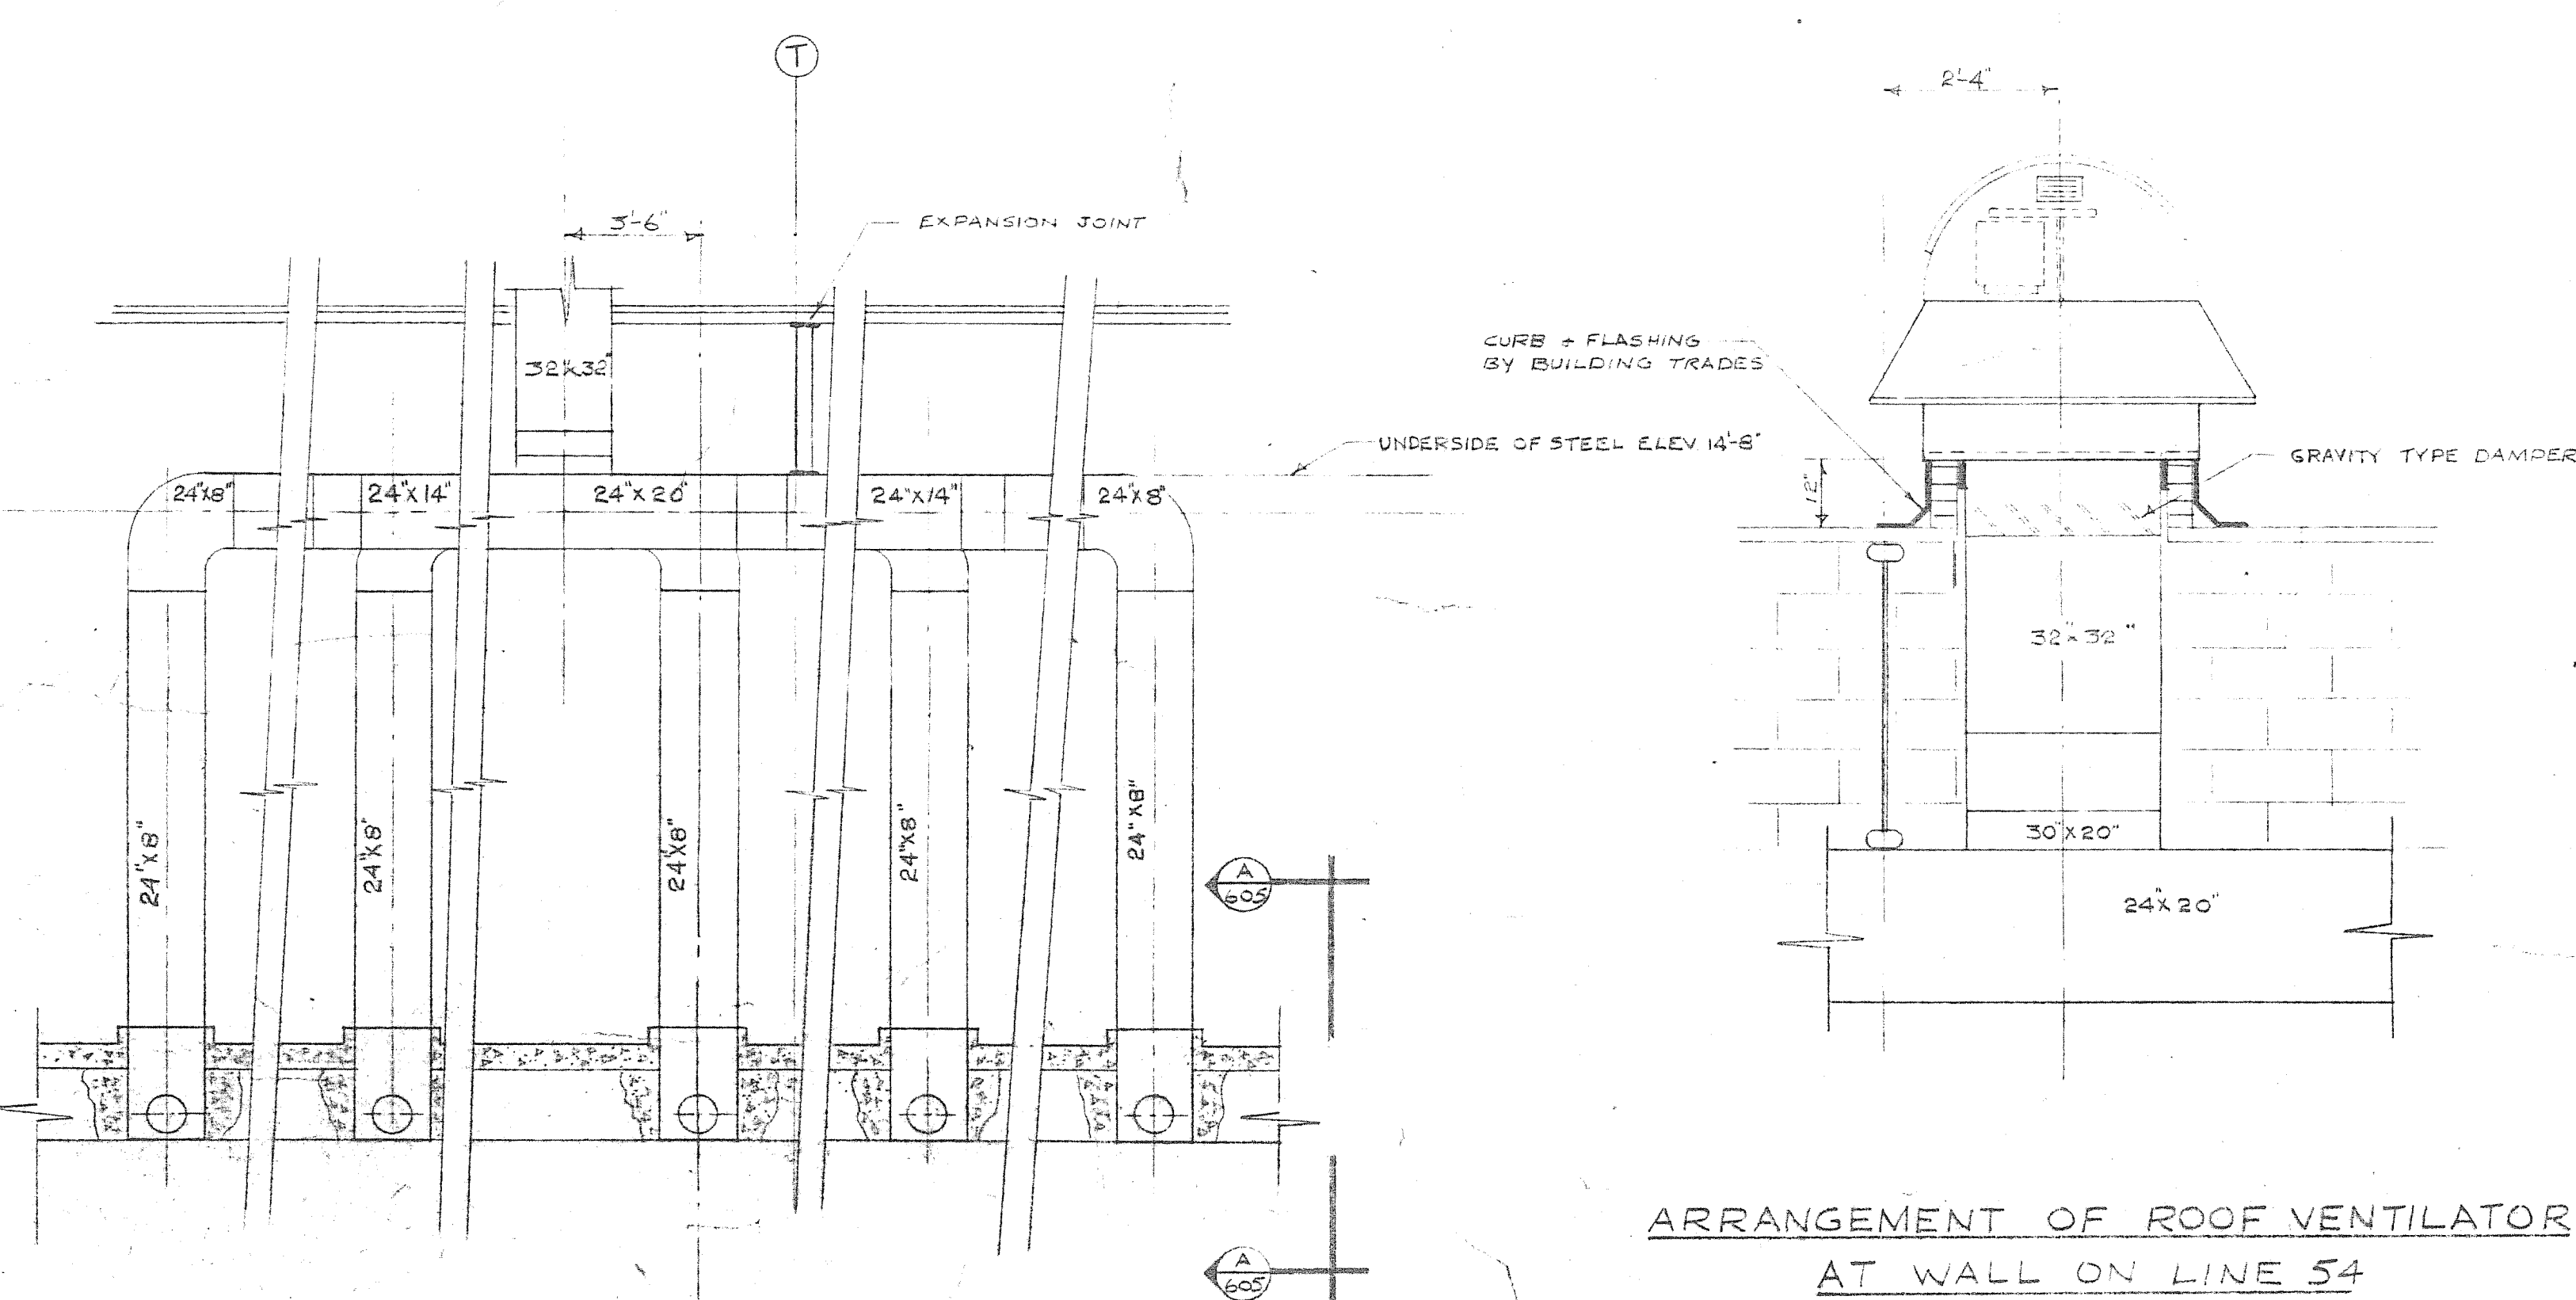 T
3'-6"
EXPANSION JOINT
32"x32"
UNDERSIDE OF STEEL ELEV 14'-8"
24"x8"
24"x14"
24"x20"
24"x14"
24"x8"
24"x8"
24"x8"
24"x8"
24"x8"
24"x8"
A
605
A
605
2'-4"
CURB + FLASHING
BY BUILDING TRADES
GRAVITY TYPE DAMPER
12"
32"x32"
30"x20"
24"x20"
ARRANGEMENT OF ROOF VENTILATOR
AT WALL ON LINE 54